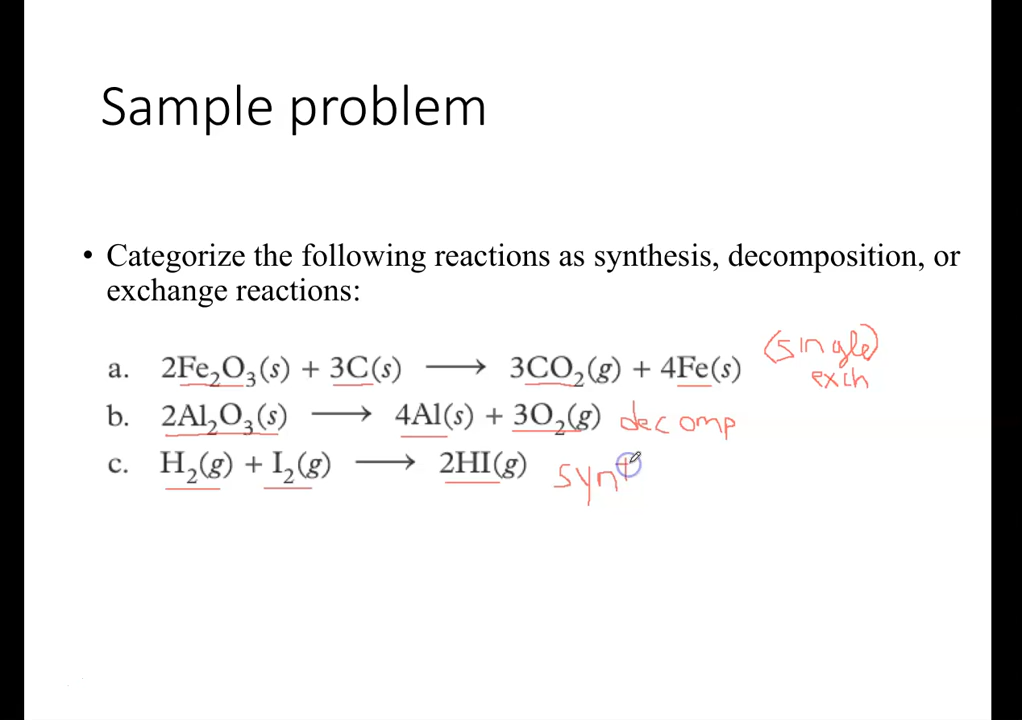 Sample problem
• Categorize the following reactions as synthesis, decomposition, or
exchange reactions:
a. 2Fe₂O₃(s) + 3C(s) ⟶ 3CO₂(g) + 4Fe(s) (single)
exch
b. 2Al₂O₃(s) ⟶ 4Al(s) + 3O₂(g) decomp
c. H₂(g) + I₂(g) ⟶ 2HI(g) synt